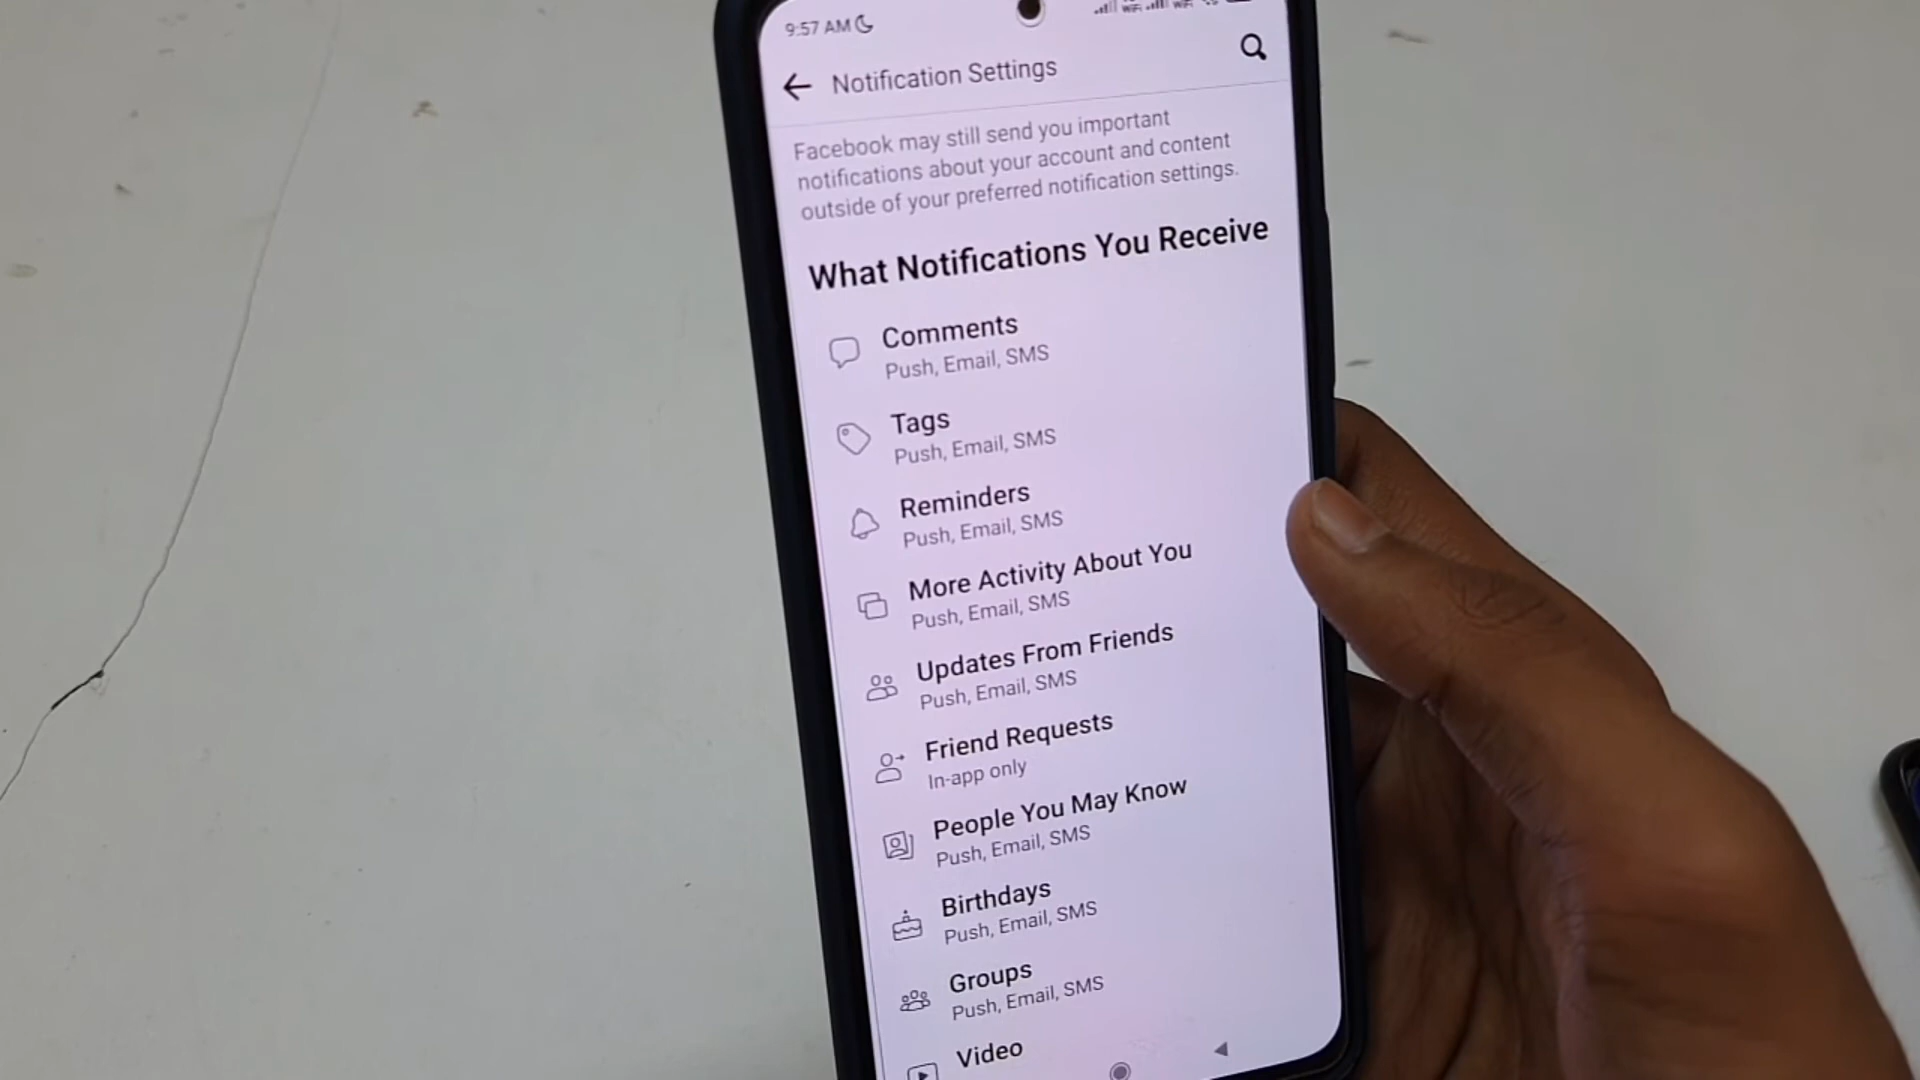 9:57 AM
Notification Settings
Facebook may still send you important
notifications about your account and content
outside of your preferred notification settings.
What Notifications You Receive
Comments
Push, Email, SMS
Tags
Push, Email, SMS
Reminders
Push, Email, SMS
More Activity About You
Push, Email, SMS
Updates From Friends
Push, Email, SMS
Friend Requests
In-app only
People You May Know
Push, Email, SMS
Birthdays
Push, Email, SMS
Groups
Push, Email, SMS
Video